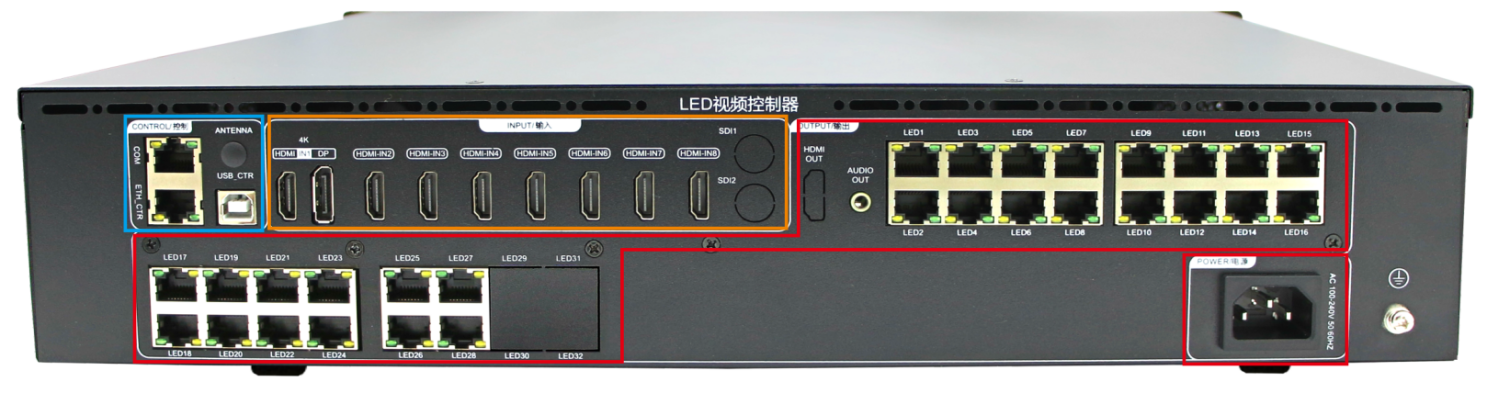 LED视频控制器
CONTROL/控制
ANTENNA
COM
USB_CTR
ETH_CTR
INPUT/输入
SDI1
4K
HDMI IN1 DP
HDMI-IN2
HDMI-IN3
HDMI-IN4
HDMI-IN5
HDMI-IN6
HDMI-IN7
HDMI-IN8
SDI2
OUTPUT/输出
HDMI
OUT
AUDIO
OUT
LED1 LED3 LED5 LED7 LED9 LED11 LED13 LED15
LED2 LED4 LED6 LED8 LED10 LED12 LED14 LED16
LED17 LED19 LED21 LED23 LED25 LED27 LED29 LED31
LED18 LED20 LED22 LED24 LED26 LED28 LED30 LED32
POWER/电源
AC 100-240V 50 60HZ